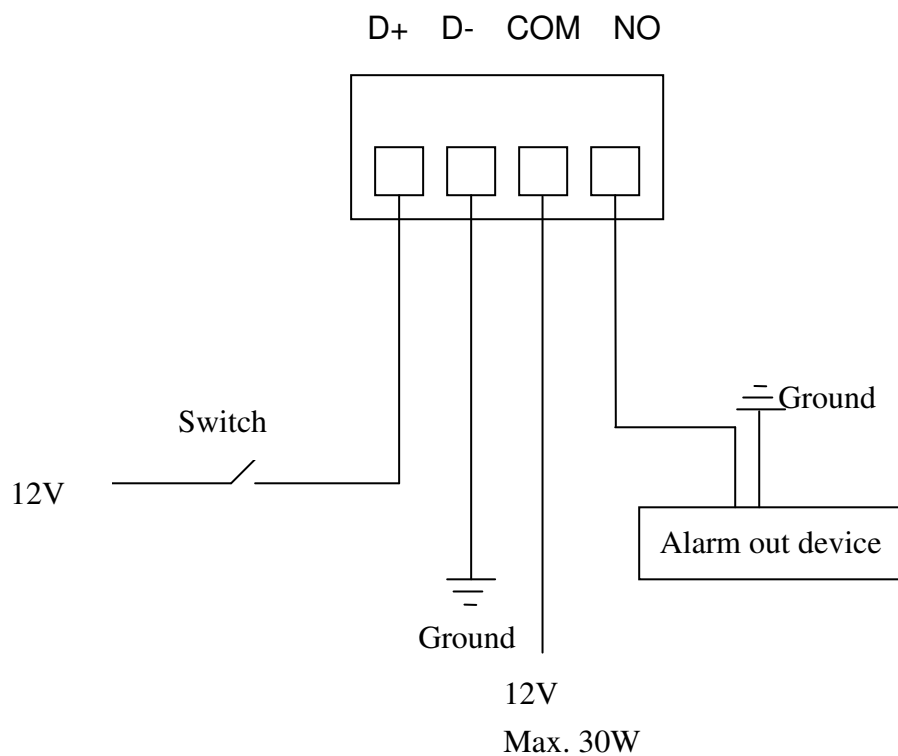 D+ D- COM NO
Ground
Switch
12V
Alarm out device
Ground
12V
Max. 30W